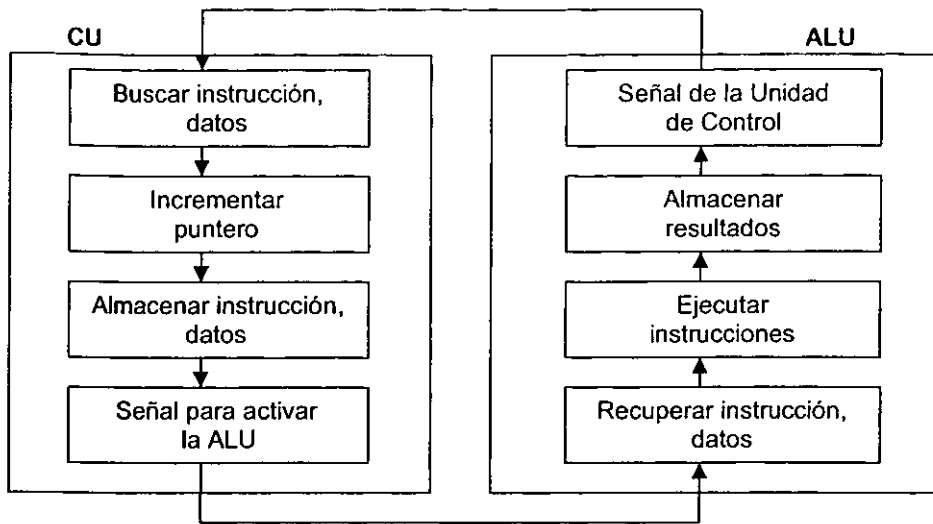 CU
Buscar instrucción,
datos
Incrementar
puntero
Almacenar instrucción,
datos
Señal para activar
la ALU
ALU
Señal de la Unidad
de Control
Almacenar
resultados
Ejecutar
instrucciones
Recuperar instrucción,
datos